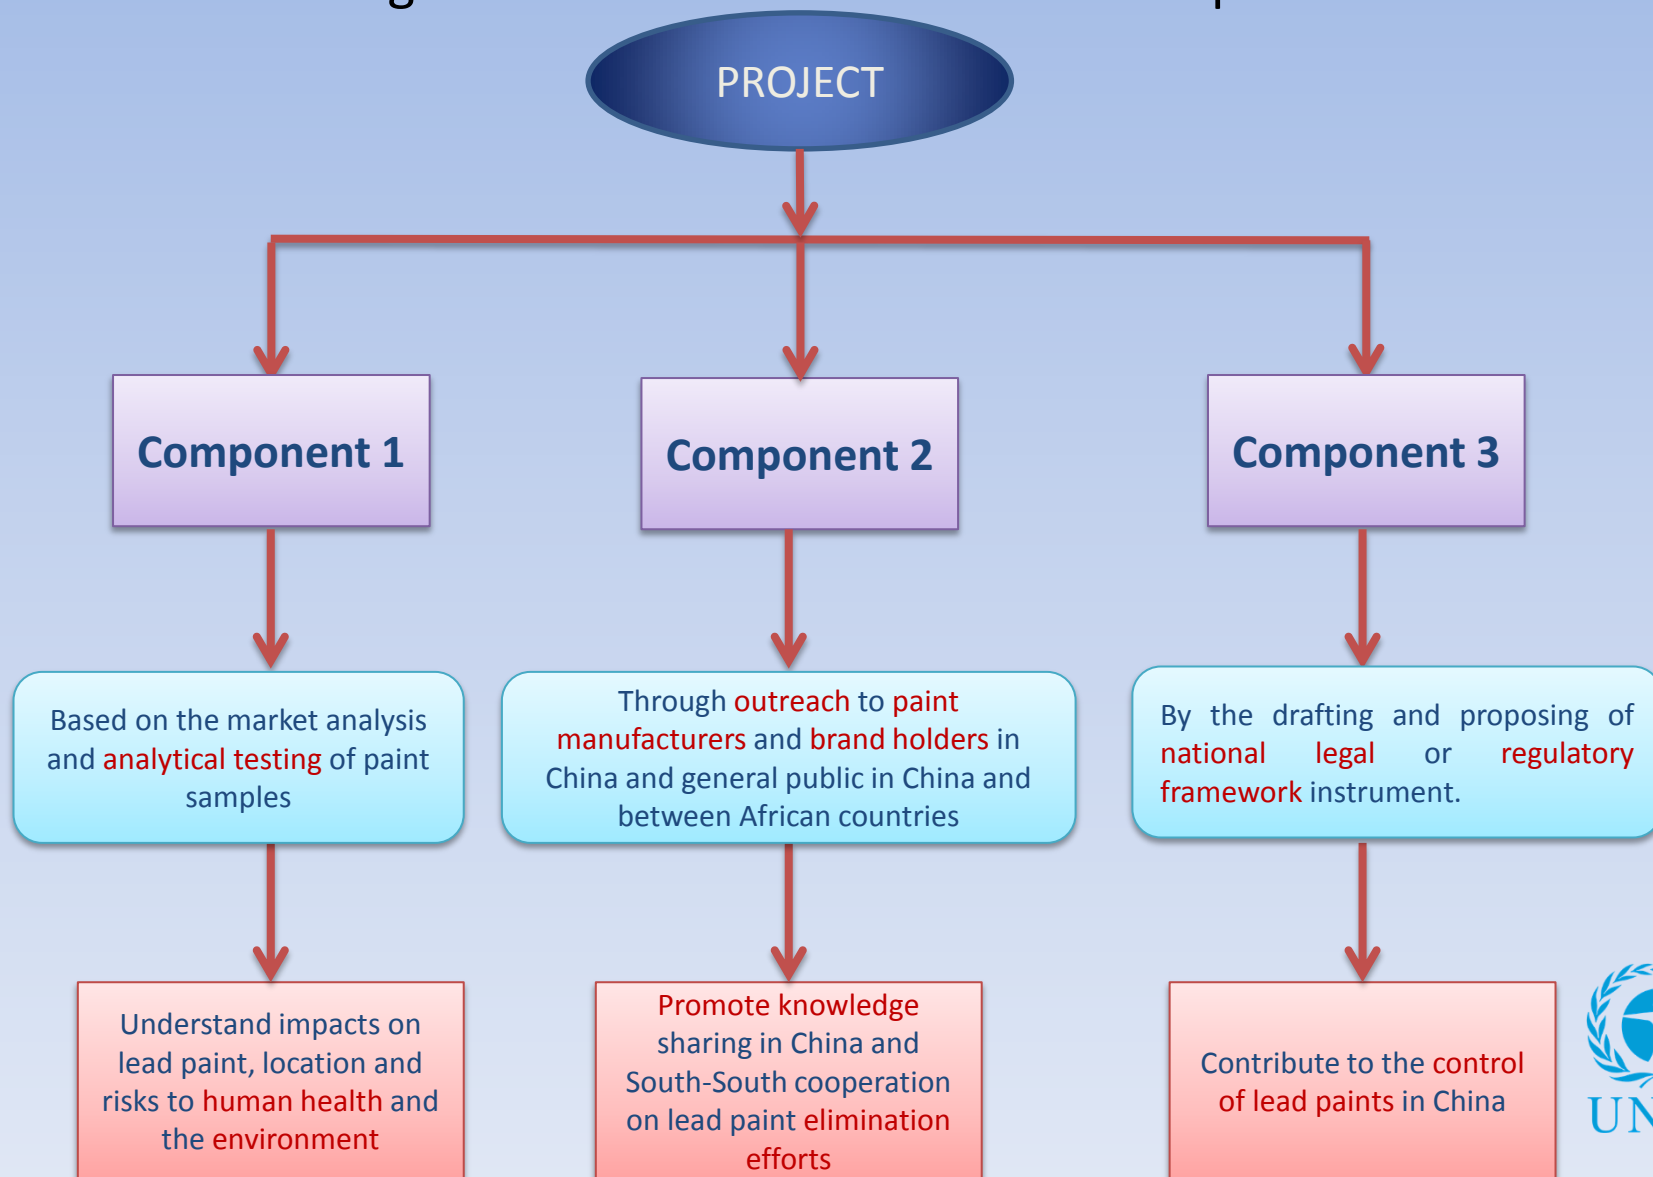 PROJECT
Component 1
Component 2
Component 3
Based on the market analysis
and analytical testing of paint
samples
Through outreach to paint
manufacturers and brand holders in
China and general public in China and
between African countries
By the drafting and proposing of
national legal or regulatory
framework instrument.
Understand impacts on
lead paint, location and
risks to human health and
the environment
Promote knowledge
sharing in China and
South-South cooperation
on lead paint elimination
efforts
Contribute to the control
of lead paints in China